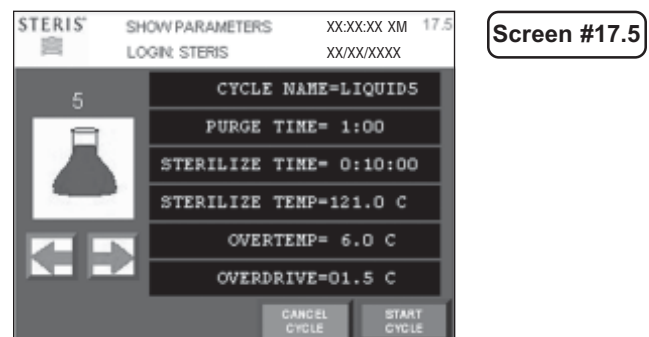 STERIS® SHOW PARAMETERS XX:XX:XX XM 17.5
LOGIN: STERIS XX/XX/XXXX
Screen #17.5
5
CYCLE NAME=LIQUID5
PURGE TIME= 1:00
STERILIZE TIME= 0:10:00
STERILIZE TEMP=121.0 C
OVERTEMP= 6.0 C
OVERDRIVE=01.5 C
CANCEL CYCLE
START CYCLE